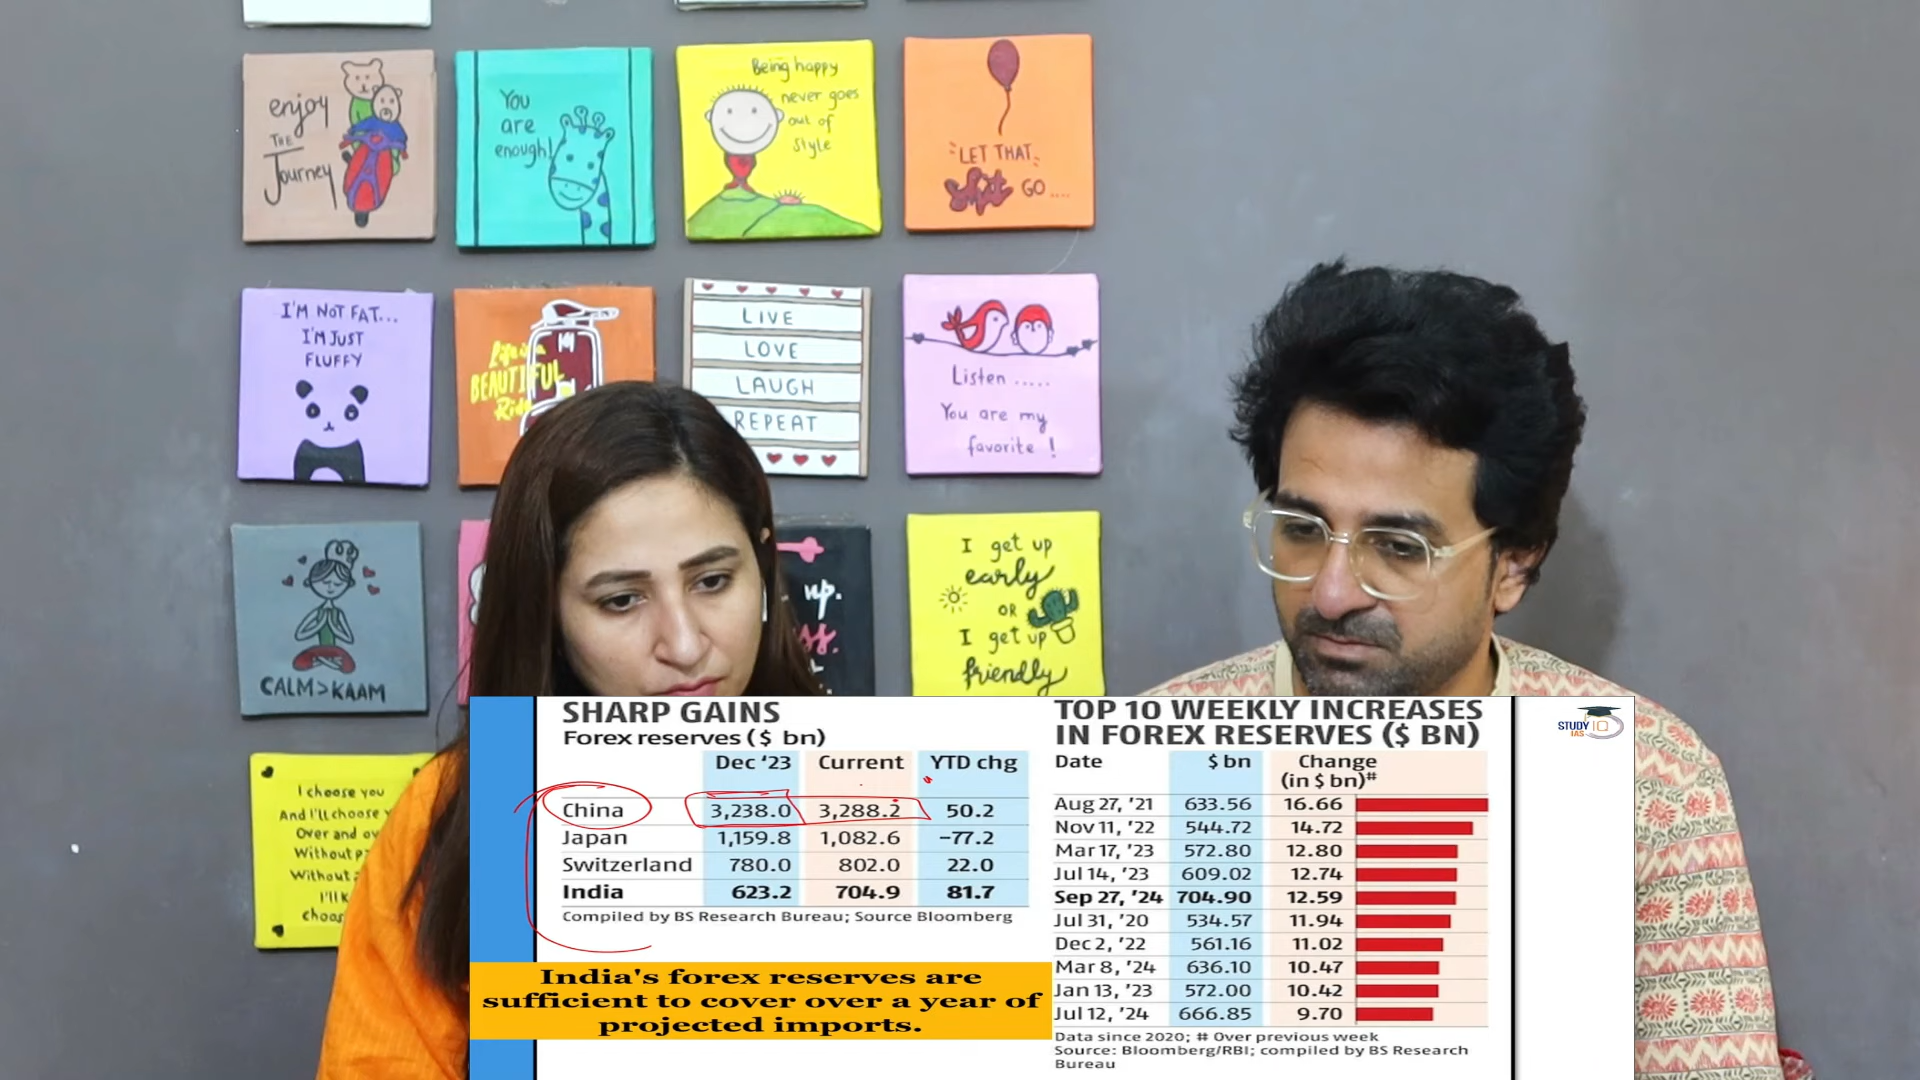 enjoy
THE
Journey
You
are
enough!
Being happy
never goes
out of
style
LET THAT
shit GO ....
I'M NOT FAT...
I'M JUST
FLUFFY
Life is a
BEAUTIFUL
Ride
LIVE
LOVE
LAUGH
REPEAT
Listen .....
You are my
favorite !
CALM>KAAM
up.
I get up
early
OR
I get up
friendly
I choose you
And I'll choose
Over and
Without
Without
I'll
SHARP GAINS
Forex reserves ($ bn)
Dec '23 Current YTD chg
China 3,238.0 3,288.2 50.2
Japan 1,159.8 1,082.6 -77.2
Switzerland 780.0 802.0 22.0
India 623.2 704.9 81.7
Compiled by BS Research Bureau; Source Bloomberg
India's forex reserves are
sufficient to cover over a year of
projected imports.
TOP 10 WEEKLY INCREASES
IN FOREX RESERVES ($ BN)
Date $ bn Change
(in $ bn)#
Aug 27, '21 633.56 16.66
Nov 11, '22 544.72 14.72
Mar 17, '23 572.80 12.80
Jul 14, '23 609.02 12.74
Sep 27, '24 704.90 12.59
Jul 31, '20 534.57 11.94
Dec 2, '22 561.16 11.02
Mar 8, '24 636.10 10.47
Jan 13, '23 572.00 10.42
Jul 12, '24 666.85 9.70
Data since 2020; # Over previous week
Source: Bloomberg/RBI; compiled by BS Research
Bureau
STUDY IQ
IAS